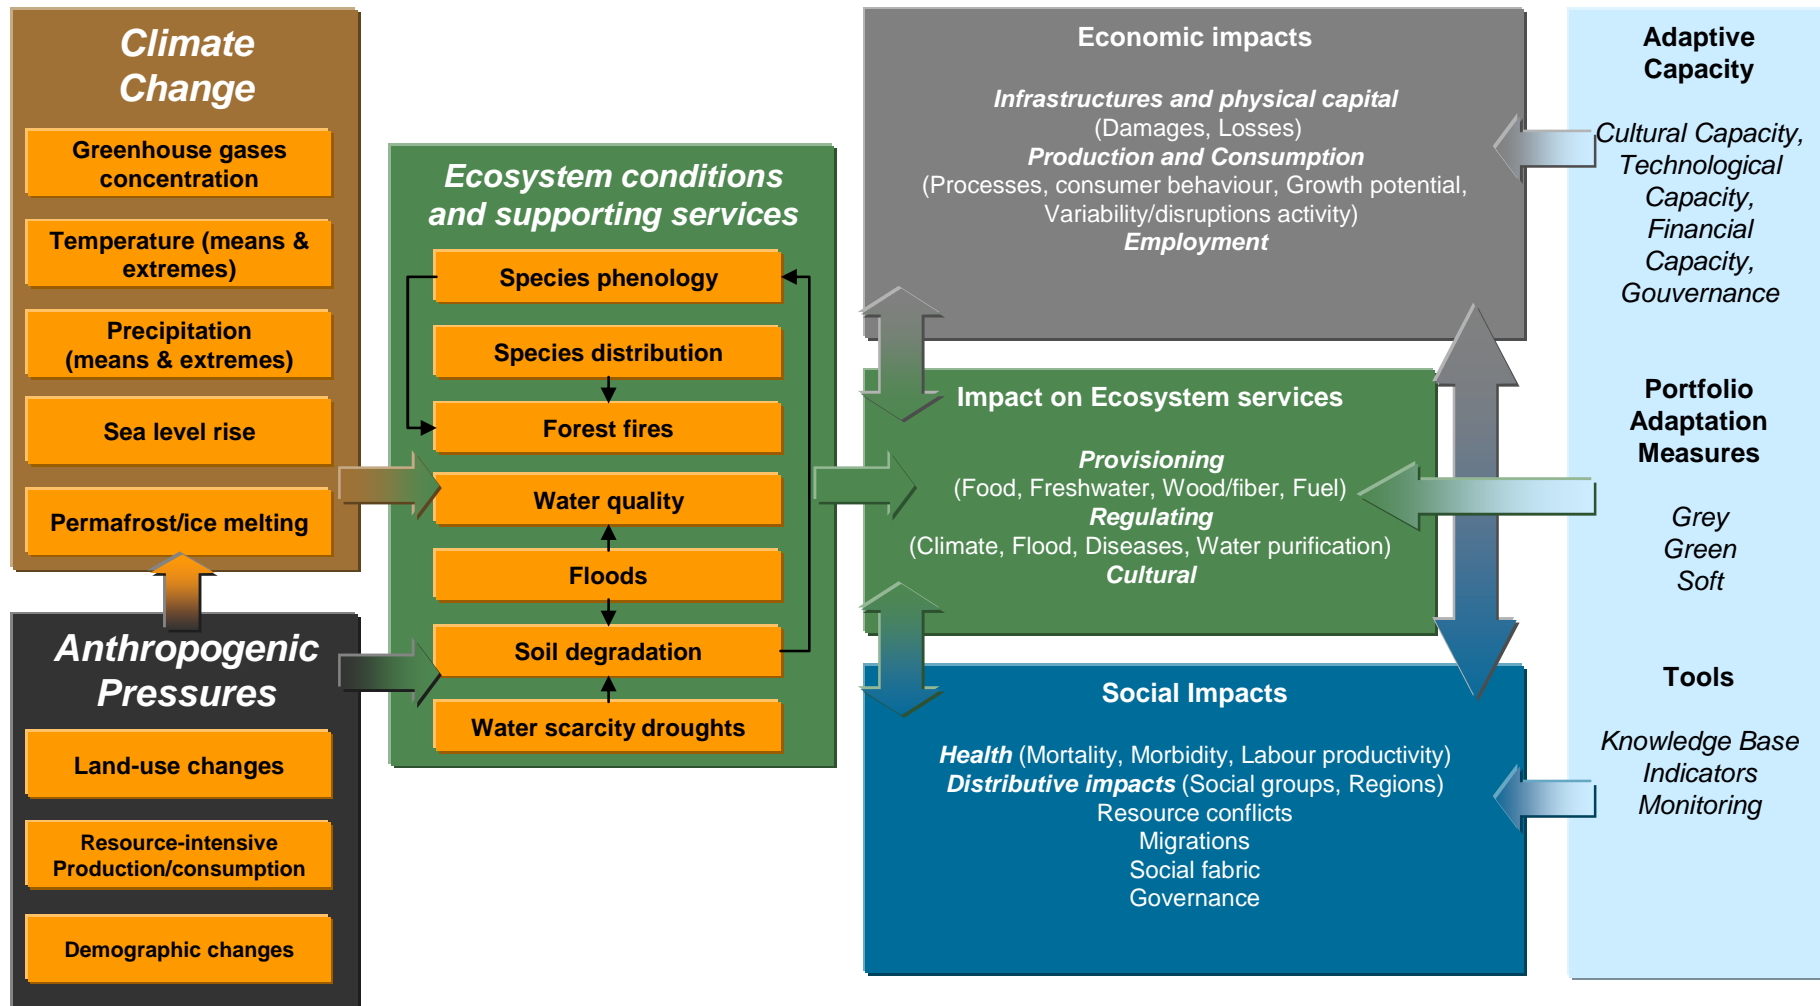 Climate
Change
Greenhouse gases
concentration
Temperature (means &
extremes)
Precipitation
(means & extremes)
Sea level rise
Permafrost/ice melting
Anthropogenic
Pressures
Land-use changes
Resource-intensive
Production/consumption
Demographic changes
Ecosystem conditions
and supporting services
Species phenology
Species distribution
Forest fires
Water quality
Floods
Soil degradation
Water scarcity droughts
Economic impacts
Infrastructures and physical capital
(Damages, Losses)
Production and Consumption
(Processes, consumer behaviour, Growth potential,
Variability/disruptions activity)
Employment
Impact on Ecosystem services
Provisioning
(Food, Freshwater, Wood/fiber, Fuel)
Regulating
(Climate, Flood, Diseases, Water purification)
Cultural
Social Impacts
Health (Mortality, Morbidity, Labour productivity)
Distributive impacts (Social groups, Regions)
Resource conflicts
Migrations
Social fabric
Governance
Adaptive
Capacity
Cultural Capacity,
Technological
Capacity,
Financial
Capacity,
Gouvernance
Portfolio
Adaptation
Measures
Grey
Green
Soft
Tools
Knowledge Base
Indicators
Monitoring